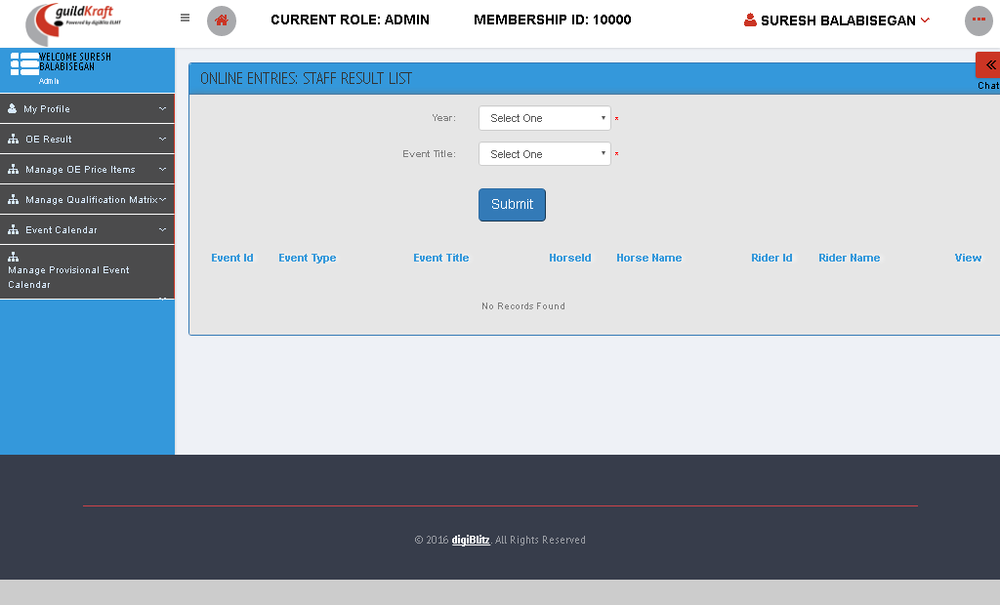 guildKraft
Powered by digiBlitz ELMT
CURRENT ROLE: ADMIN
MEMBERSHIP ID: 10000
SURESH BALABISEGAN
WELCOME SURESH
BALABISEGAN
Admin
My Profile
OE Result
Manage OE Price Items
Manage Qualification Matrix
Event Calendar
Manage Provisional Event
Calendar
ONLINE ENTRIES: STAFF RESULT LIST
Chat
Year: Select One *
Event Title: Select One *
Submit
Event Id Event Type Event Title HorseId Horse Name Rider Id Rider Name View
No Records Found
© 2016 digiBlitz. All Rights Reserved